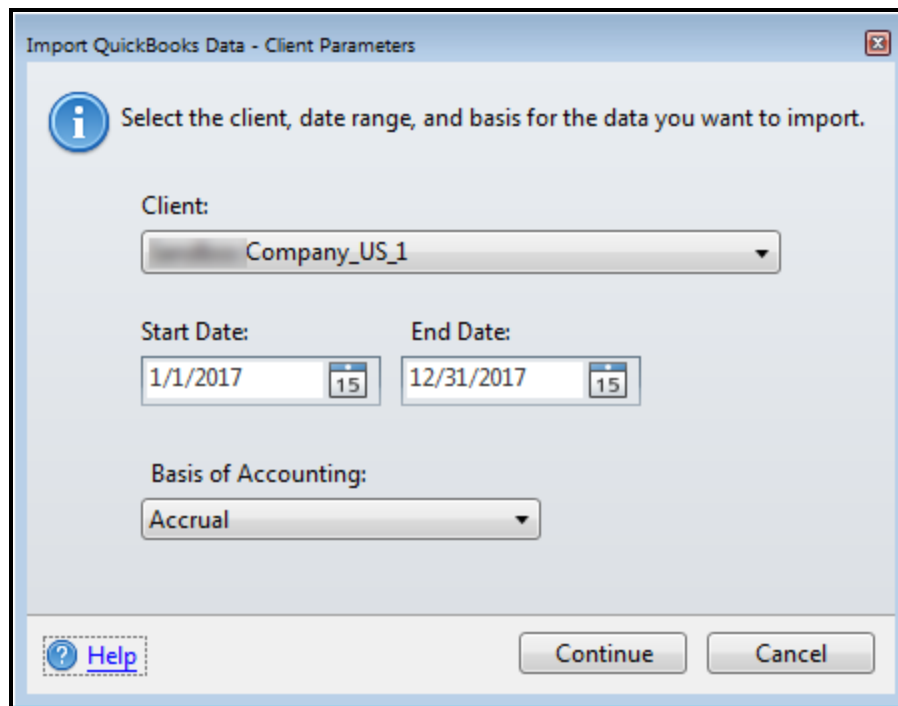 Import QuickBooks Data - Client Parameters
Select the client, date range, and basis for the data you want to import.
Client:
Company_US_1
Start Date: End Date:
1/1/2017 15 12/31/2017 15
Basis of Accounting:
Accrual
? Help Continue Cancel